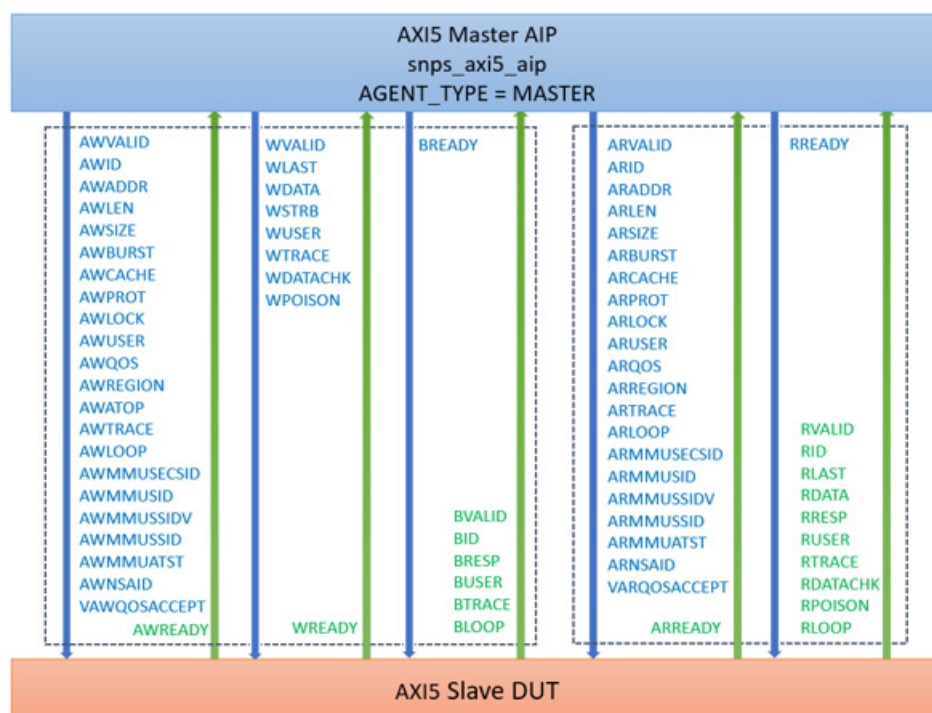 AXI5 Master AIP
snps_axi5_aip
AGENT_TYPE = MASTER
AWVALID
AWID
AWADDR
AWLEN
AWSIZE
AWBURST
AWCACHE
AWPROT
AWLOCK
AWUSER
AWQOS
AWREGION
AWATOP
AWTRACE
AWLOOP
AWMMUSECSID
AWMMUSID
AWMMUSSIDV
AWMMUSSID
AWMMUATST
AWNSAID
VAWQOSACCEPT
AWREADY
WVALID
WLAST
WDATA
WSTRB
WUSER
WTRACE
WDATACHK
WPOISON
WREADY
BREADY
BVALID
BID
BRESP
BUSER
BTRACE
BLOOP
ARVALID
ARID
ARADDR
ARLEN
ARSIZE
ARBURST
ARCACHE
ARPROT
ARLOCK
ARUSER
ARQOS
ARREGION
ARTRACE
ARLOOP
ARMMUSECSID
ARMMUSID
ARMMUSSIDV
ARMMUSSID
ARMMUATST
ARNSAID
VARQOSACCEPT
ARREADY
RREADY
RVALID
RID
RLAST
RDATA
RRESP
RUSER
RTRACE
RDATACHK
RPOISON
RLOOP
AXI5 Slave DUT